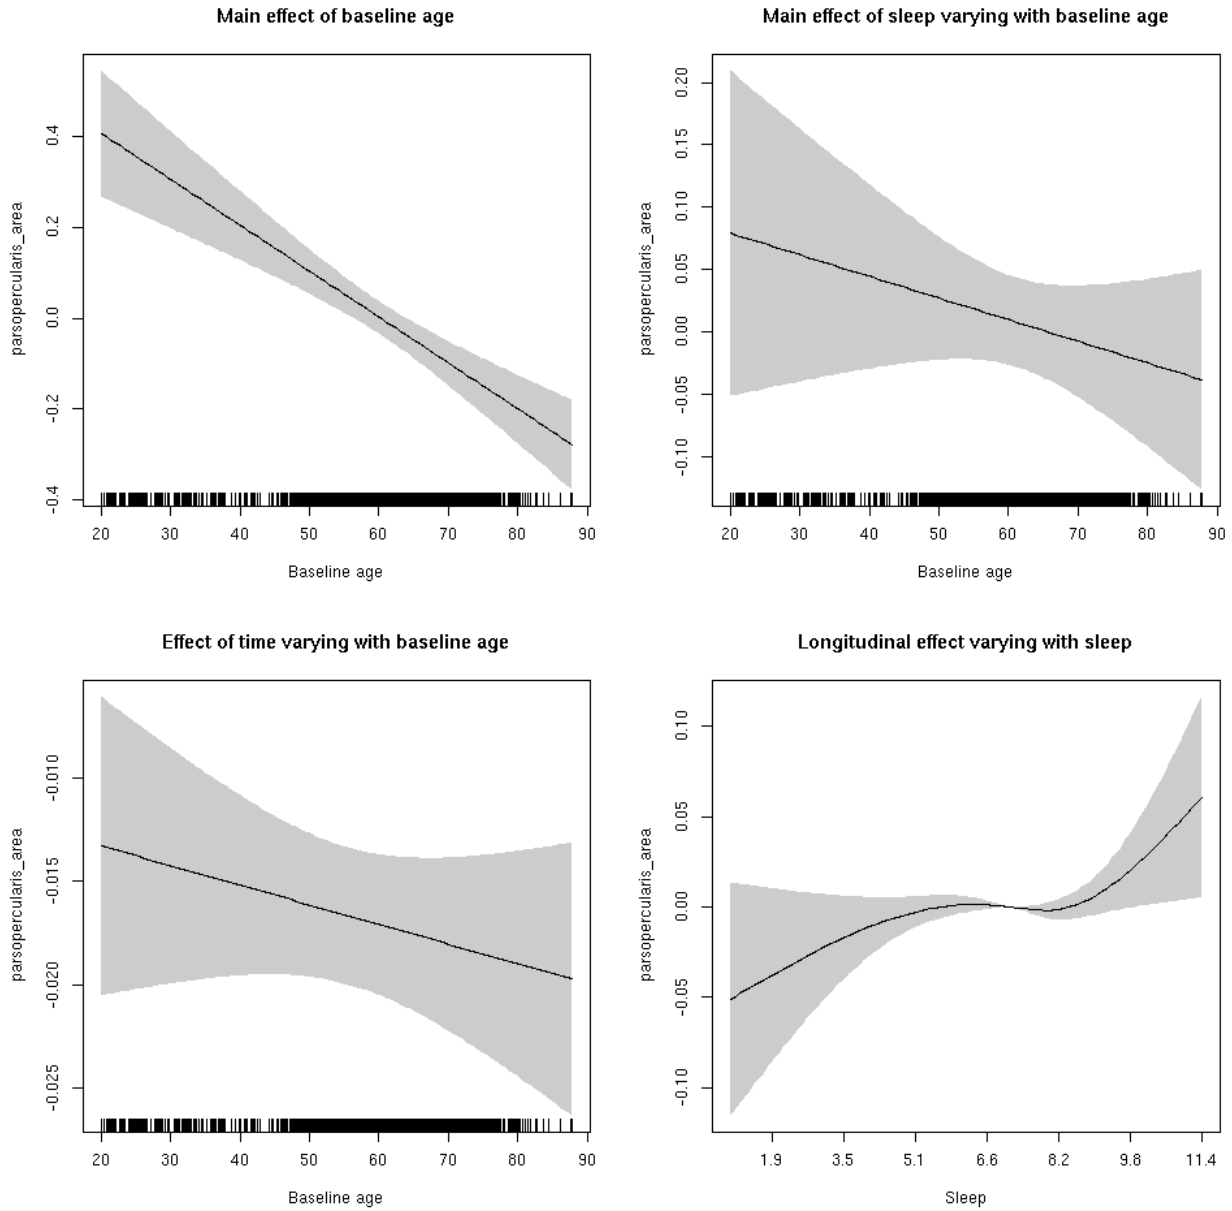 Main effect of baseline age
parsopercularis_area
0.4
0.2
0.0
-0.2
-0.4
20 30 40 50 60 70 80 90
Baseline age
Main effect of sleep varying with baseline age
parsopercularis_area
0.20
0.15
0.10
0.05
0.00
-0.05
-0.10
20 30 40 50 60 70 80 90
Baseline age
Effect of time varying with baseline age
parsopercularis_area
-0.010
-0.015
-0.020
-0.025
20 30 40 50 60 70 80 90
Baseline age
Longitudinal effect varying with sleep
parsopercularis_area
0.10
0.05
0.00
-0.05
-0.10
1.9 3.5 5.1 6.6 8.2 9.8 11.4
Sleep